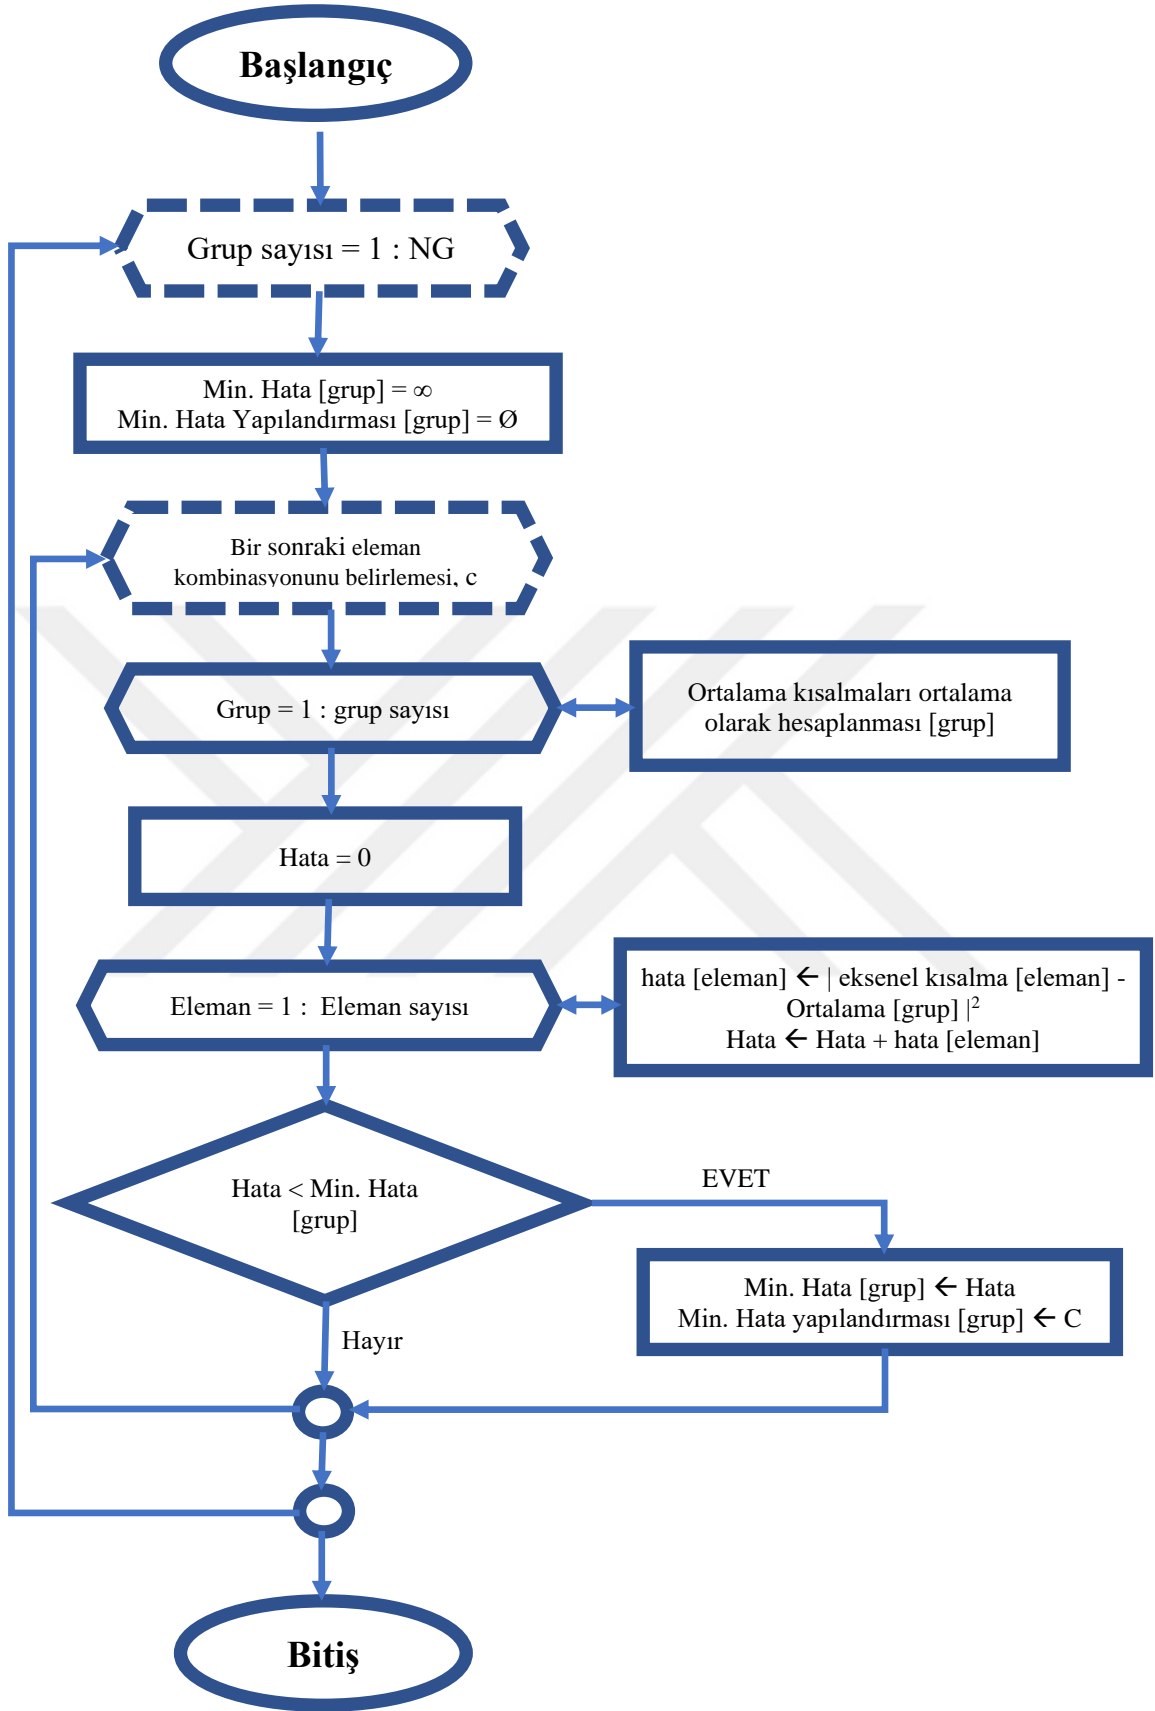 Başlangıç
Grup sayısı = 1 : NG
Min. Hata [grup] = ∞
Min. Hata Yapılandırması [grup] = Ø
Bir sonraki eleman
kombinasyonunu belirlemesi, c
Grup = 1 : grup sayısı
Ortalama kısalmaları ortalama
olarak hesaplanması [grup]
Hata = 0
Eleman = 1 : Eleman sayısı
hata [eleman] ← | eksenel kısalma [eleman] -
Ortalama [grup] |²
Hata ← Hata + hata [eleman]
Hata < Min. Hata
[grup]
EVET
Min. Hata [grup] ← Hata
Min. Hata yapılandırması [grup] ← C
Hayır
Bitiş